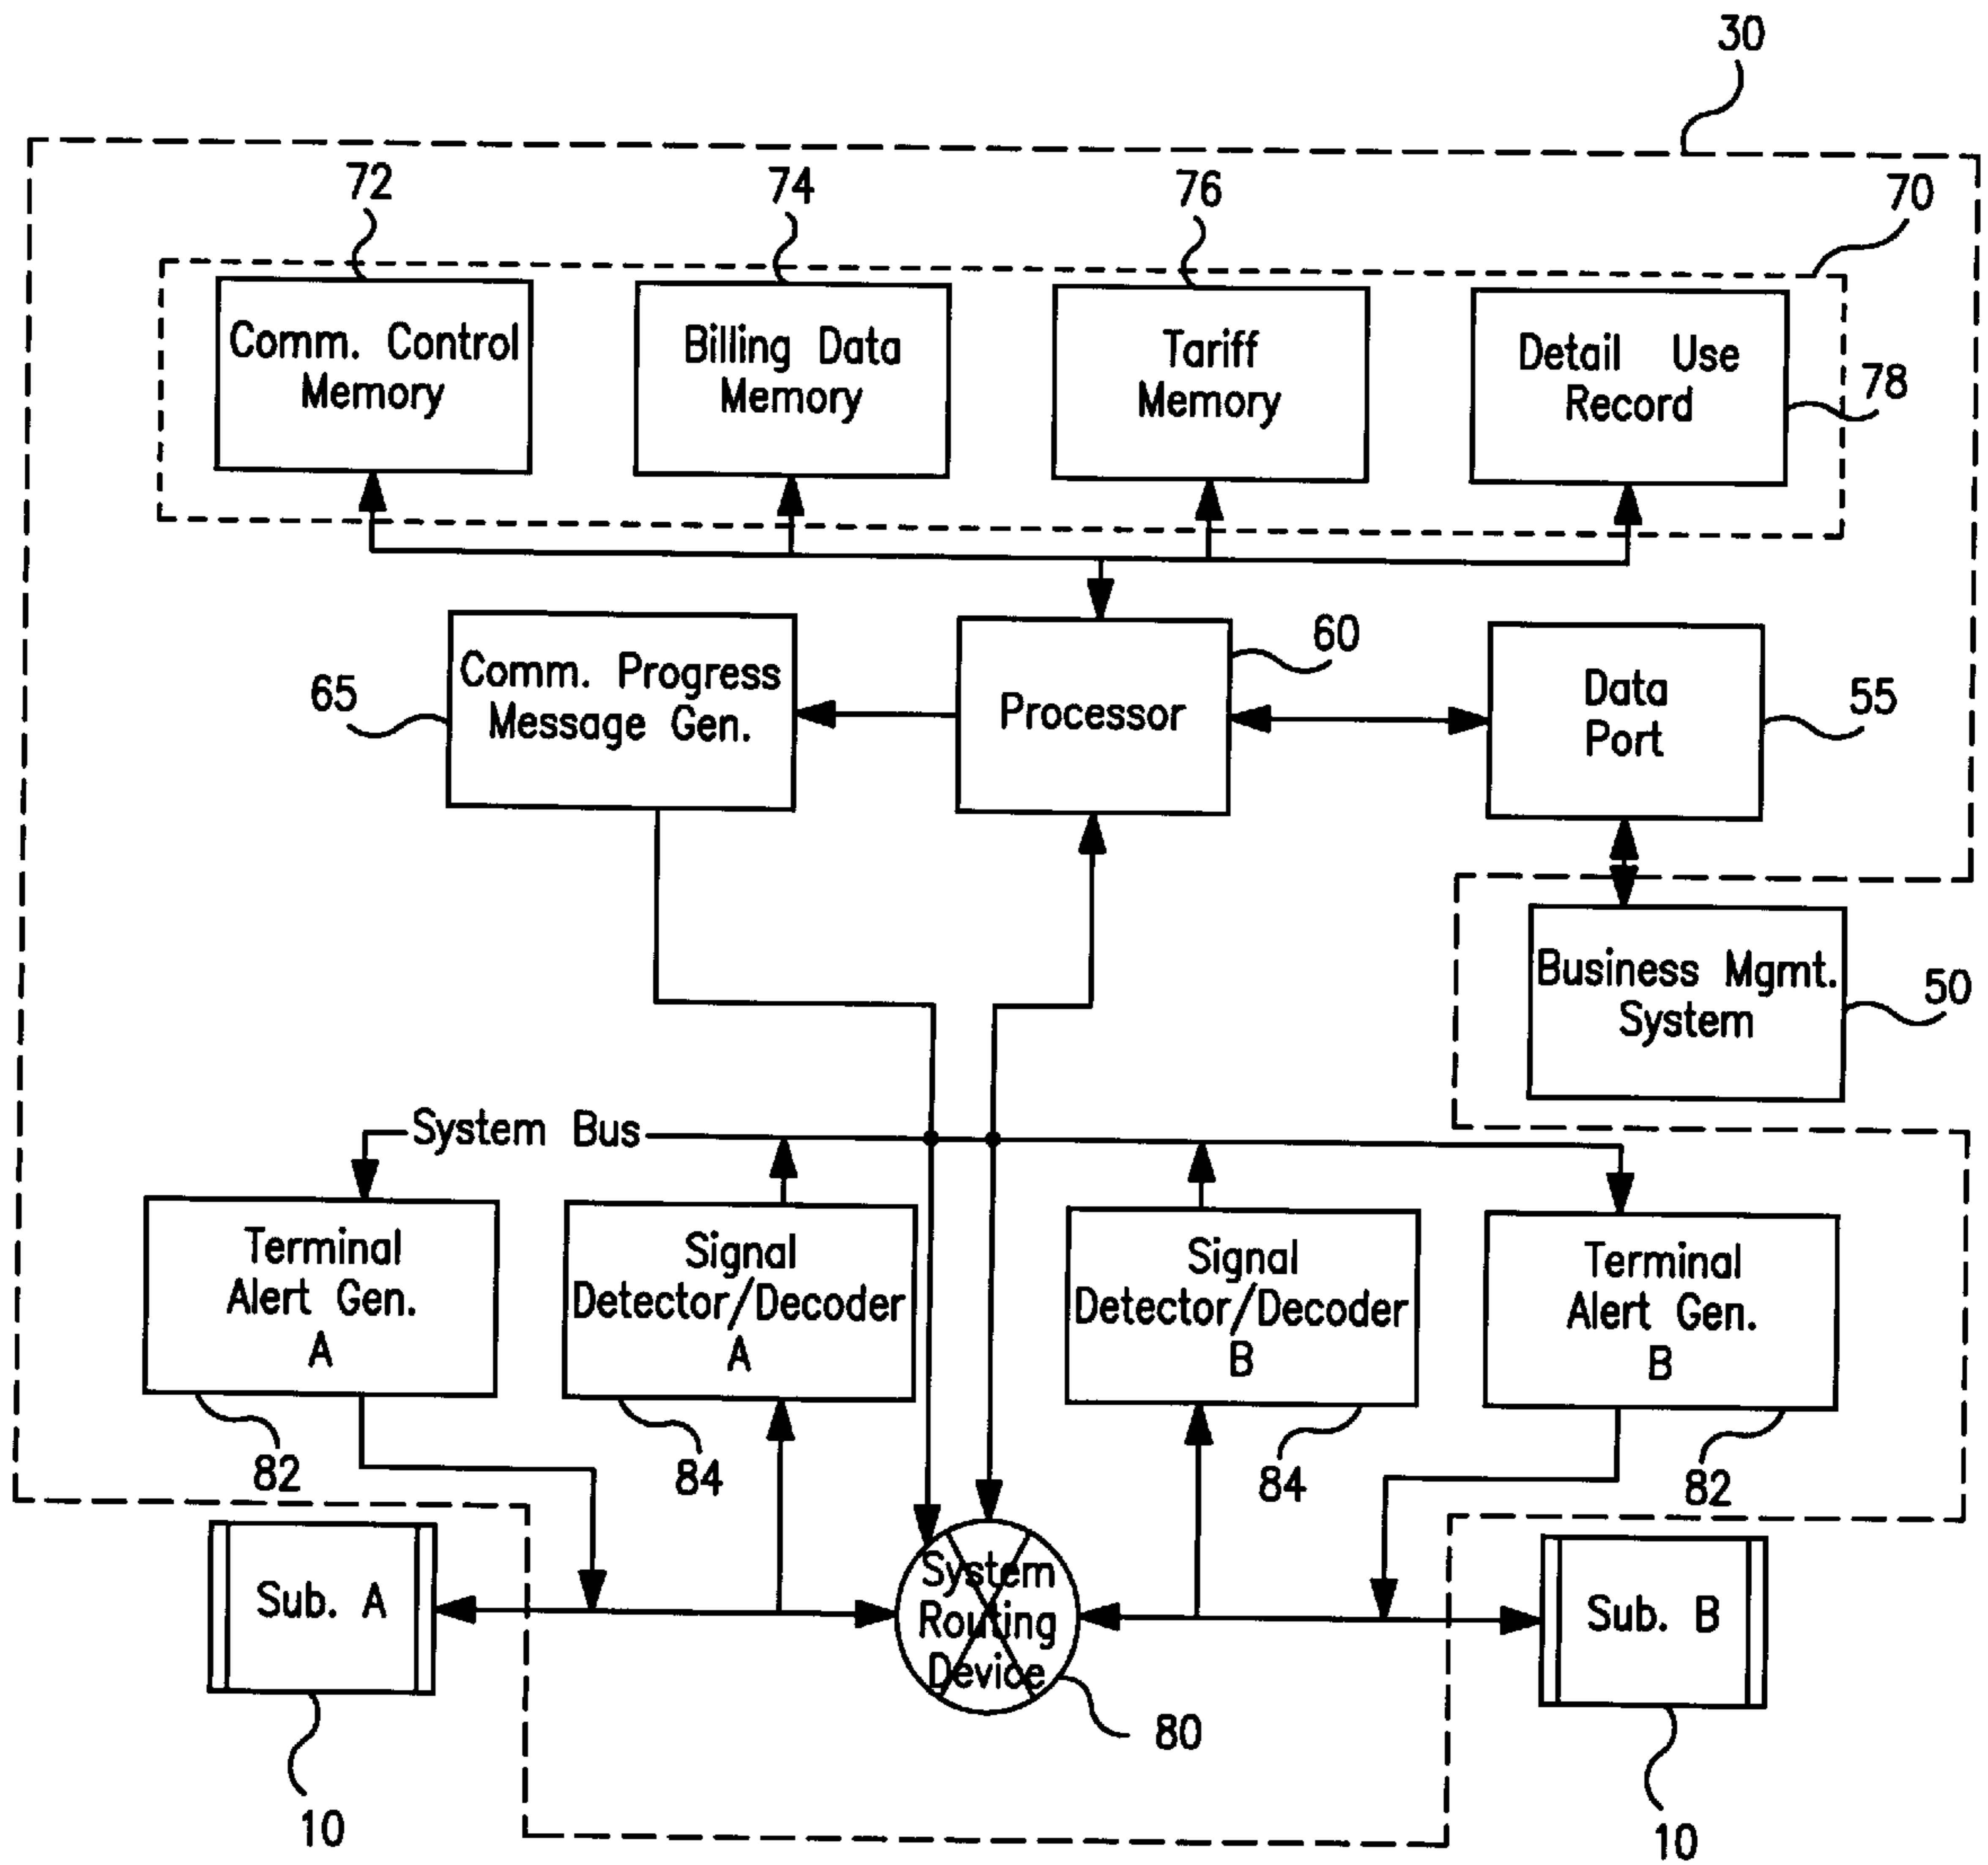 30
72
74
76
70
Comm. Control
Memory
Billing Data
Memory
Tariff
Memory
Detail Use
Record
78
65
Comm. Progress
Message Gen.
Processor
60
Data
Port
55
Business Mgmt.
System
50
System Bus
Terminal
Alert Gen.
A
Signal
Detector/Decoder
A
Signal
Detector/Decoder
B
Terminal
Alert Gen.
B
82
84
84
82
Sub. A
System
Routing
Device
Sub. B
80
10
10